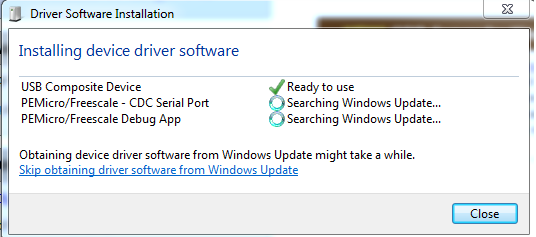 Driver Software Installation
Installing device driver software
USB Composite Device Ready to use
PEMicro/Freescale - CDC Serial Port Searching Windows Update...
PEMicro/Freescale Debug App Searching Windows Update...
Obtaining device driver software from Windows Update might take a while.
Skip obtaining driver software from Windows Update
Close